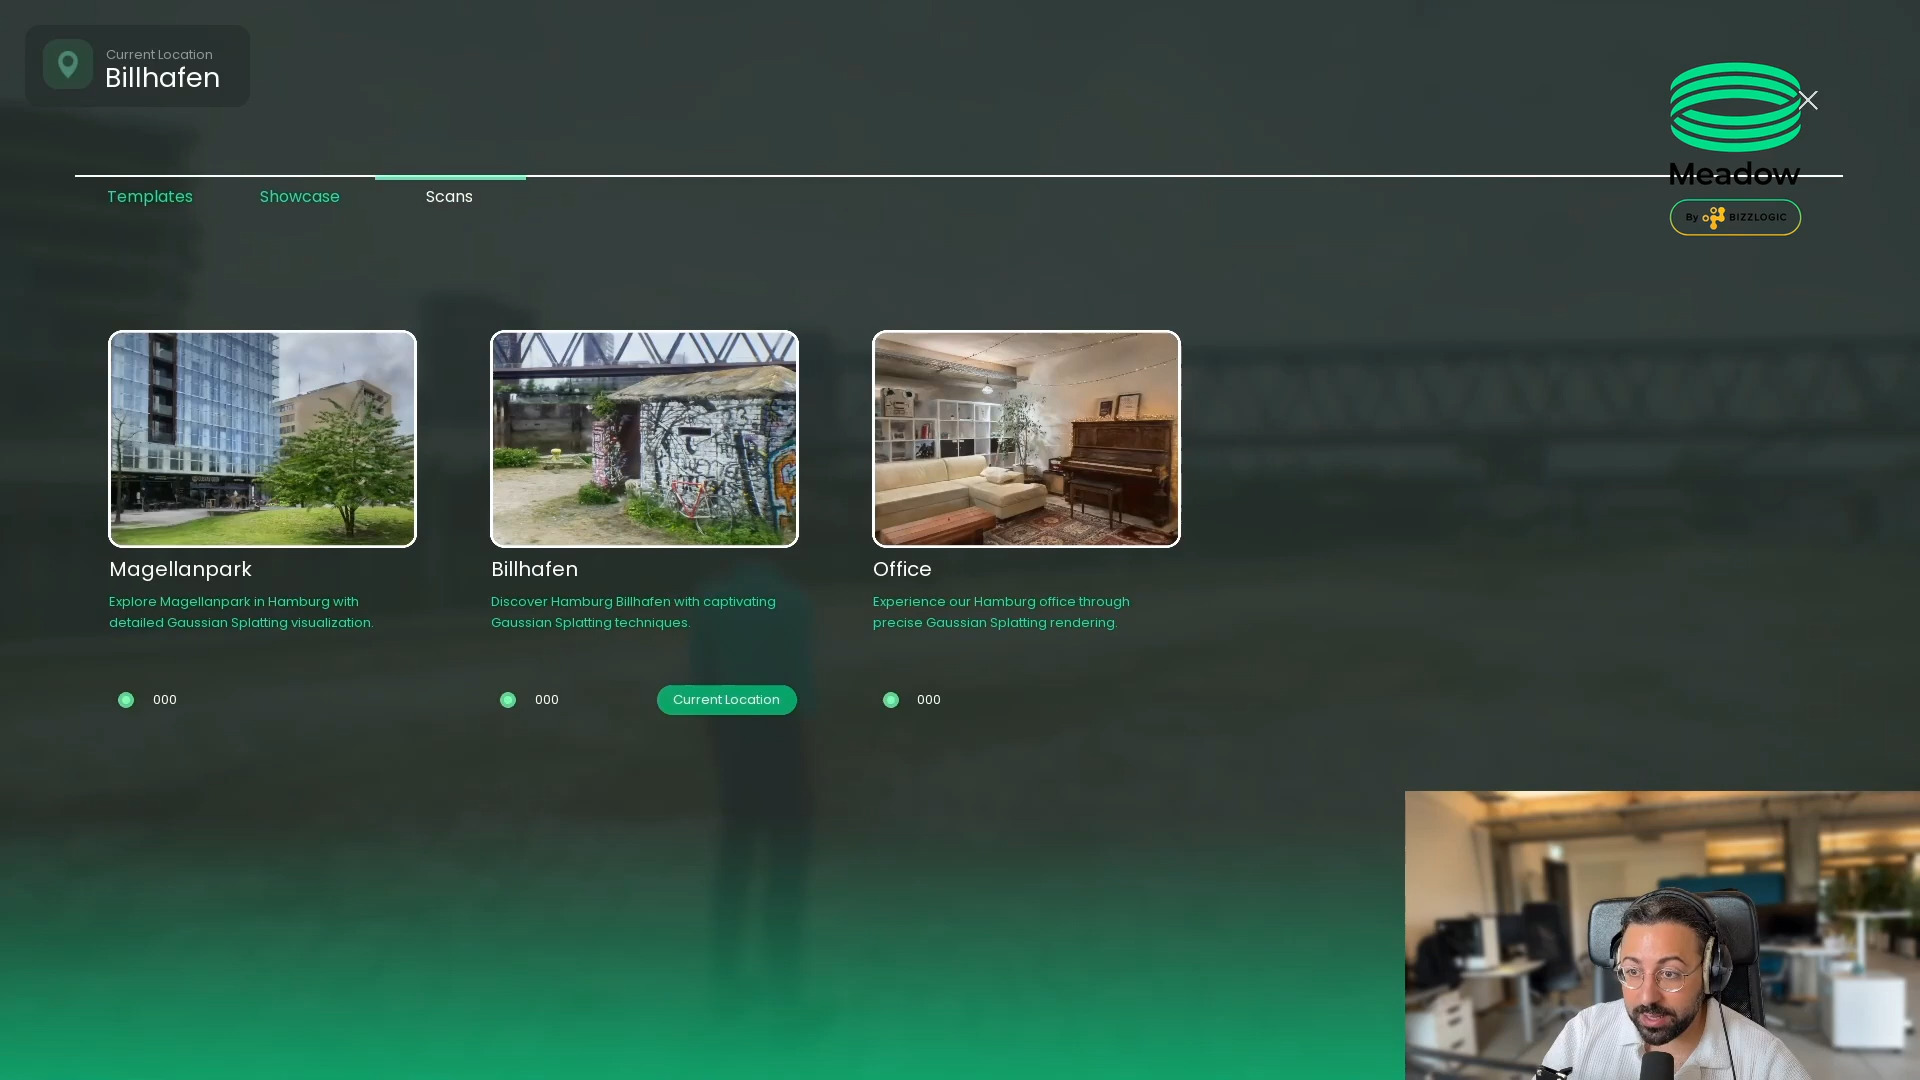 Current Location
Billhafen
Meadow
By BIZZLOGIC
Templates
Showcase
Scans
Magellanpark
Explore Magellanpark in Hamburg with
detailed Gaussian Splatting visualization.
000
Billhafen
Discover Hamburg Billhafen with captivating
Gaussian Splatting techniques.
000
Current Location
Office
Experience our Hamburg office through
precise Gaussian Splatting rendering.
000